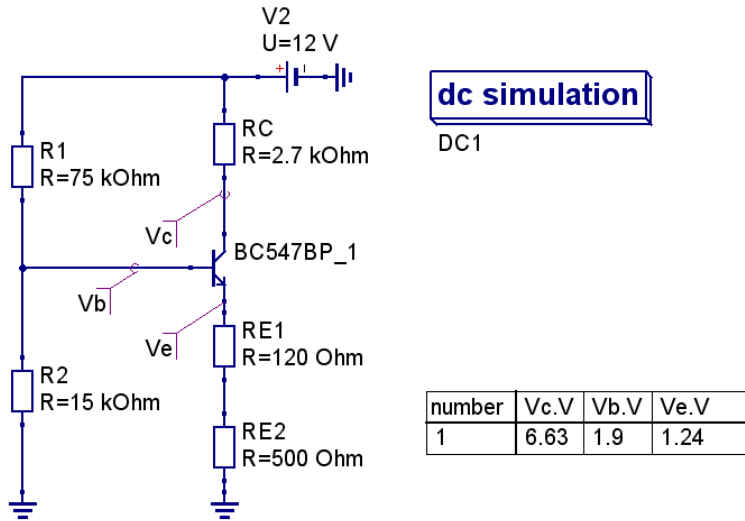 V2
U=12 V
+
-
dc simulation
DC1
R1
R=75 kOhm
RC
R=2.7 kOhm
Vc
BC547BP_1
Vb
Ve
RE1
R=120 Ohm
R2
R=15 kOhm
RE2
R=500 Ohm
number Vc.V Vb.V Ve.V
1 6.63 1.9 1.24